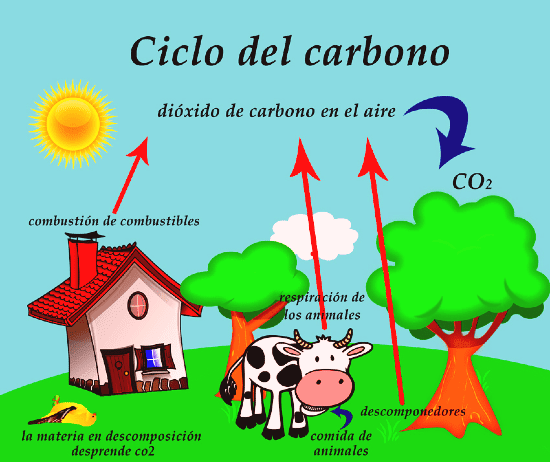 Ciclo del carbono
dióxido de carbono en el aire
CO2
combustión de combustibles
respiración de
los animales
descomponedores
la materia en descomposición
desprende co2
comida de
animales